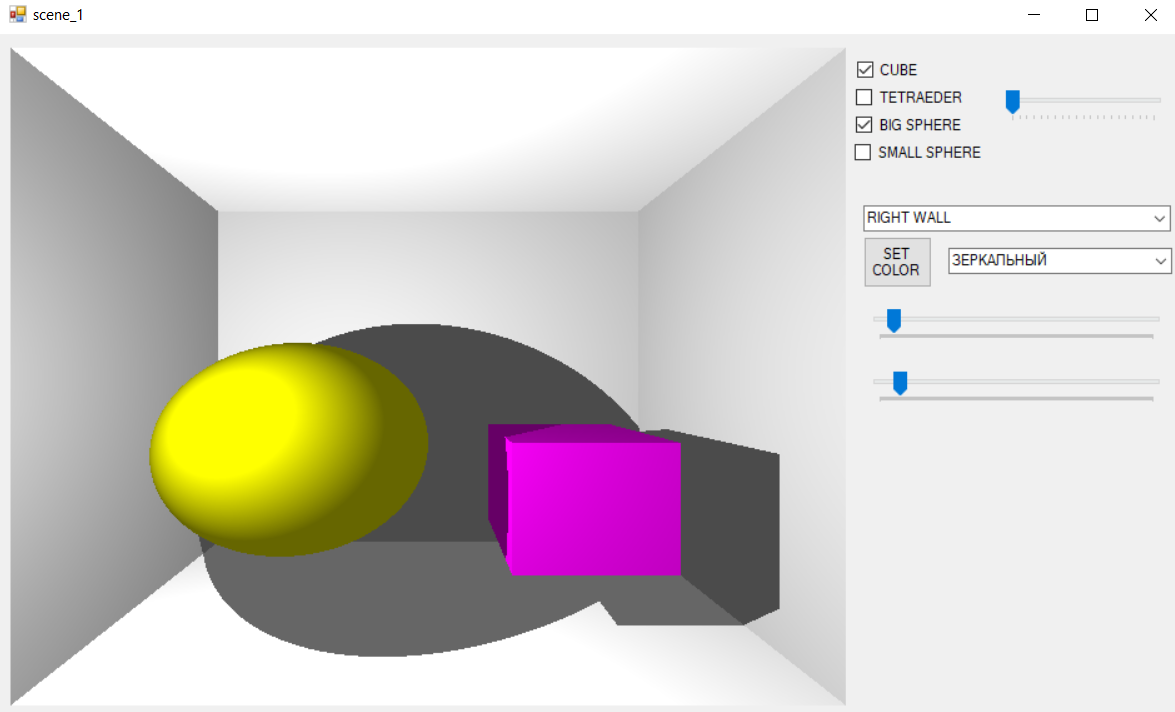 scene_1
CUBE
TETRAEDER
BIG SPHERE
SMALL SPHERE
RIGHT WALL
SET
COLOR
ЗЕРКАЛЬНЫЙ